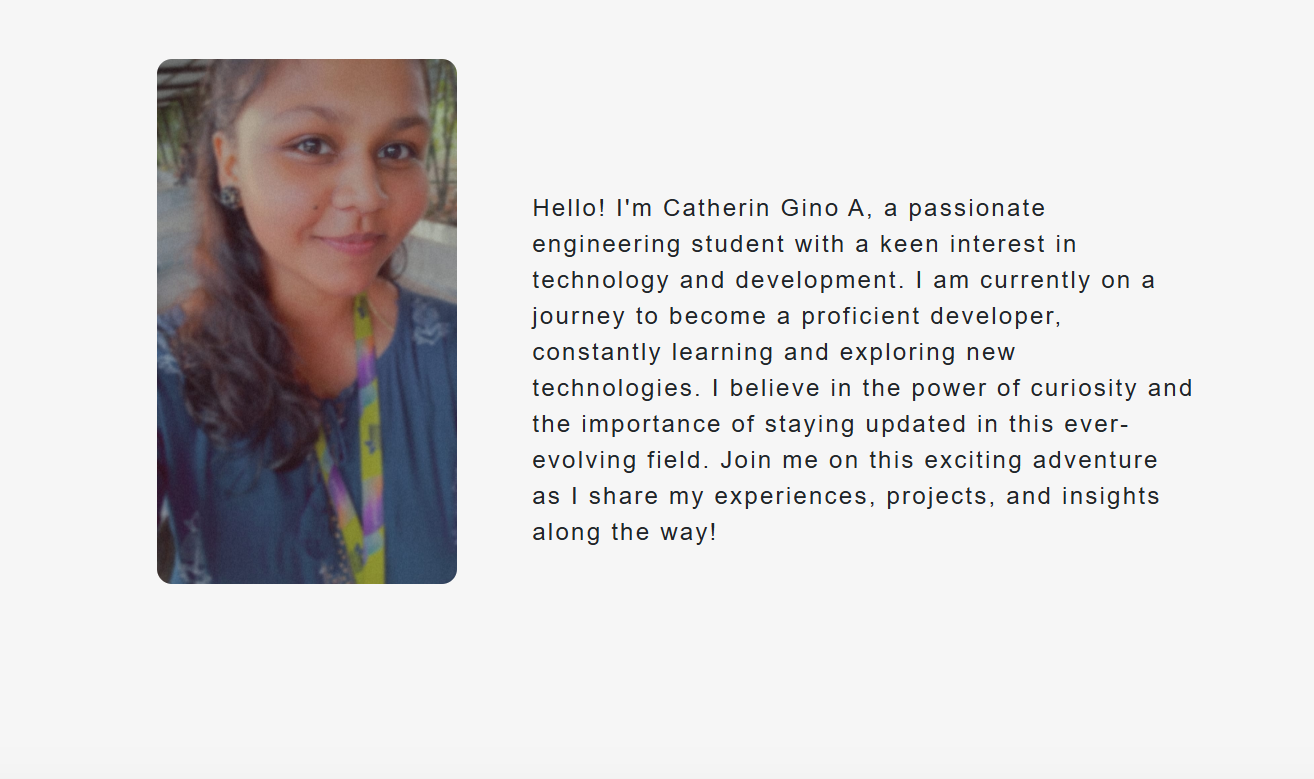 Hello! I'm Catherin Gino A, a passionate
engineering student with a keen interest in
technology and development. I am currently on a
journey to become a proficient developer,
constantly learning and exploring new
technologies. I believe in the power of curiosity and
the importance of staying updated in this ever-
evolving field. Join me on this exciting adventure
as I share my experiences, projects, and insights
along the way!